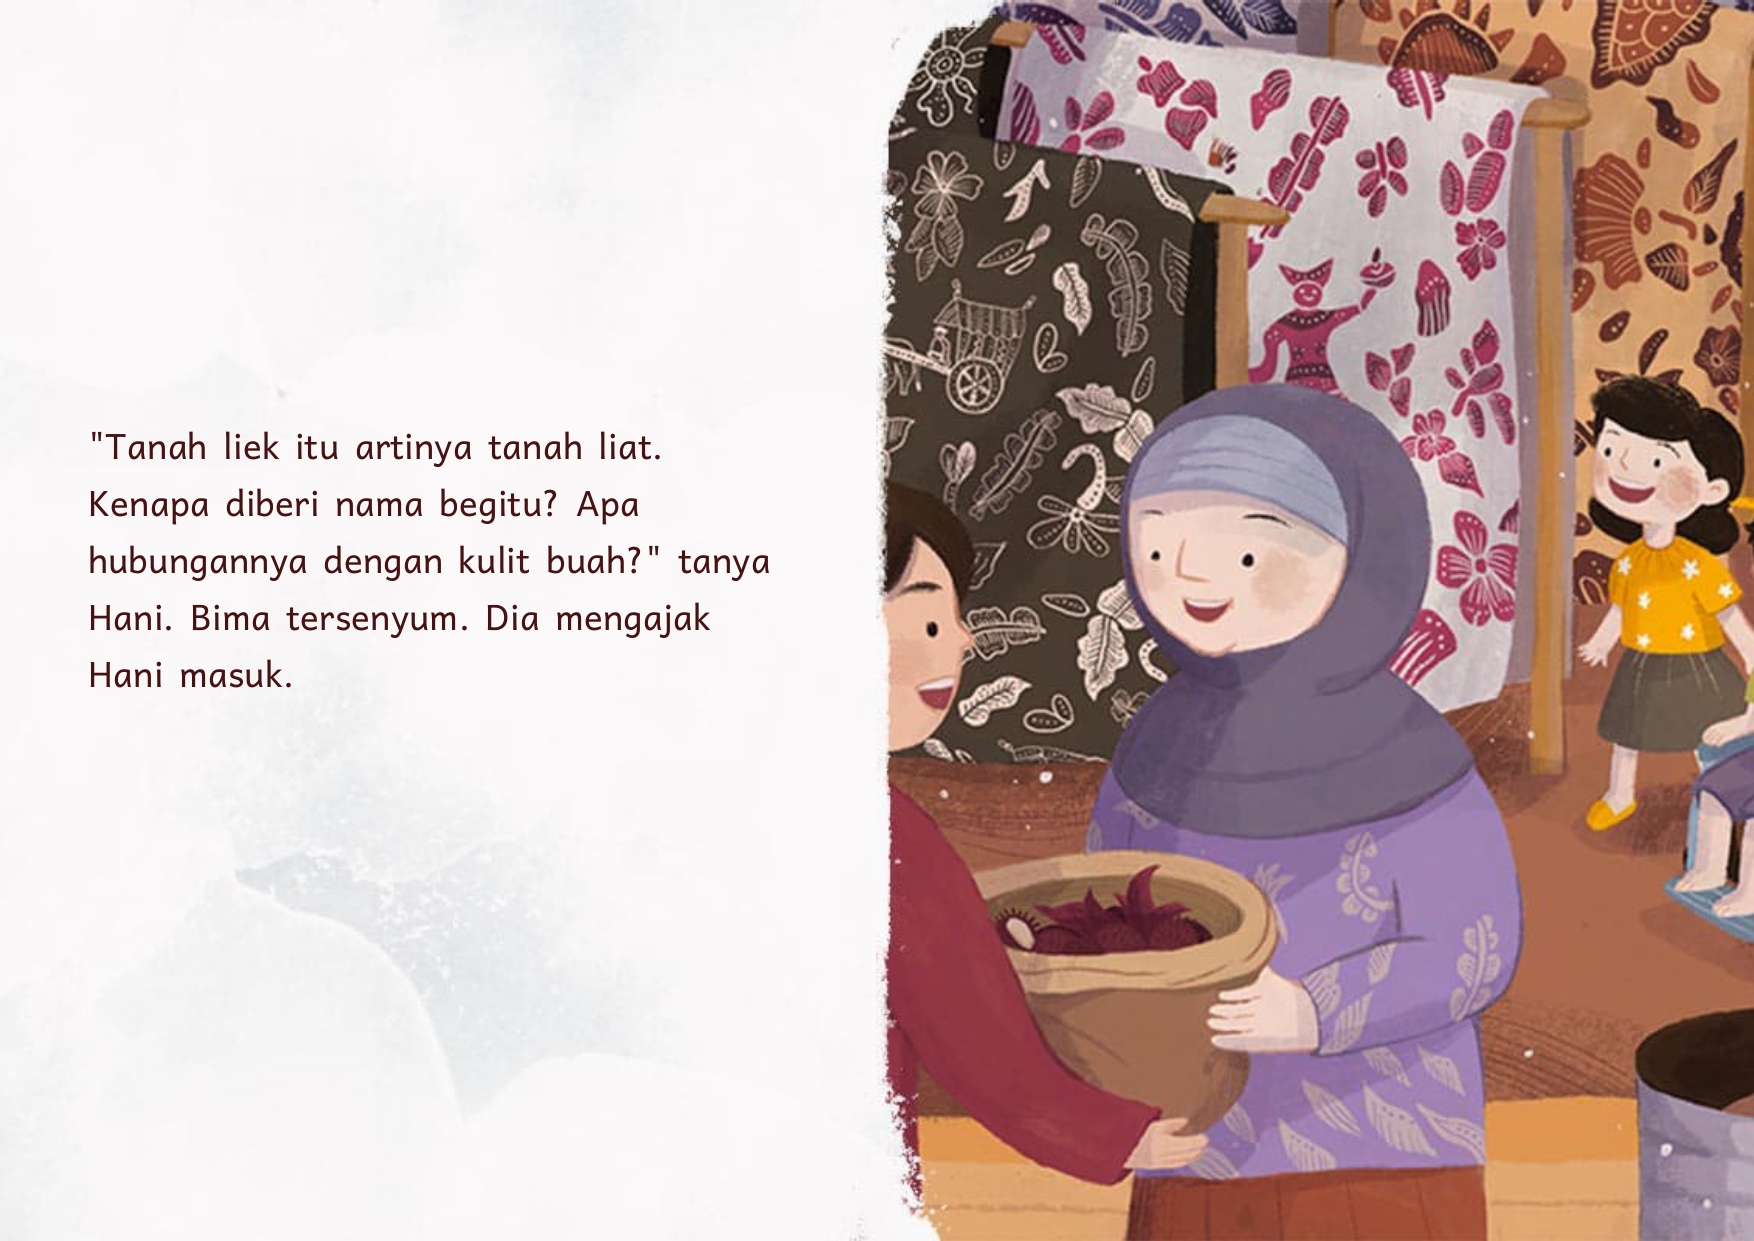 "Tanah liek itu artinya tanah liat.
Kenapa diberi nama begitu? Apa
hubungannya dengan kulit buah?" tanya
Hani. Bima tersenyum. Dia mengajak
Hani masuk.